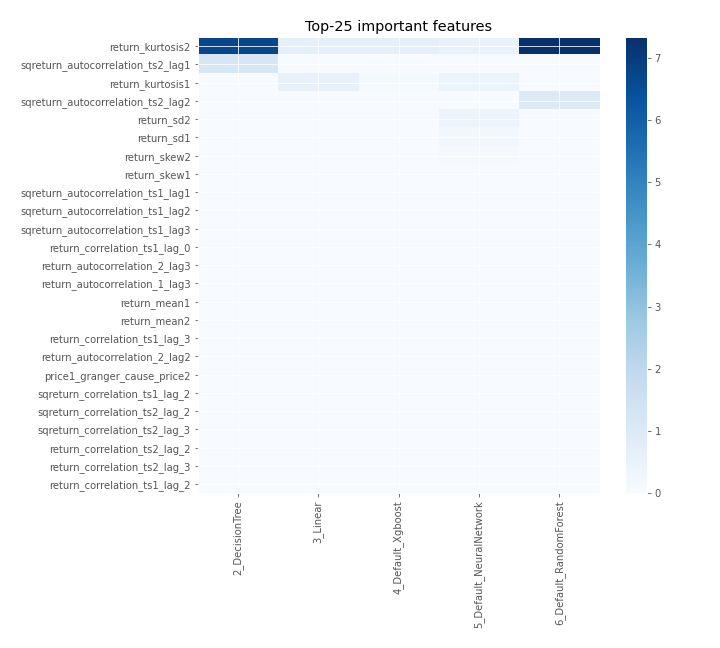 Top-25 important features
return_kurtosis2
sqreturn_autocorrelation_ts2_lag1
return_kurtosis1
sqreturn_autocorrelation_ts2_lag2
return_sd2
return_sd1
return_skew2
return_skew1
sqreturn_autocorrelation_ts1_lag1
sqreturn_autocorrelation_ts1_lag2
sqreturn_autocorrelation_ts1_lag3
return_correlation_ts1_lag_0
return_autocorrelation_2_lag3
return_autocorrelation_1_lag3
return_mean1
return_mean2
return_correlation_ts1_lag_3
return_autocorrelation_2_lag2
price1_granger_cause_price2
sqreturn_correlation_ts1_lag_2
sqreturn_correlation_ts2_lag_2
sqreturn_correlation_ts2_lag_3
return_correlation_ts2_lag_2
return_correlation_ts2_lag_3
return_correlation_ts1_lag_2
2_DecisionTree
3_Linear
4_Default_Xgboost
5_Default_NeuralNetwork
6_Default_RandomForest
7
6
5
4
3
2
1
0